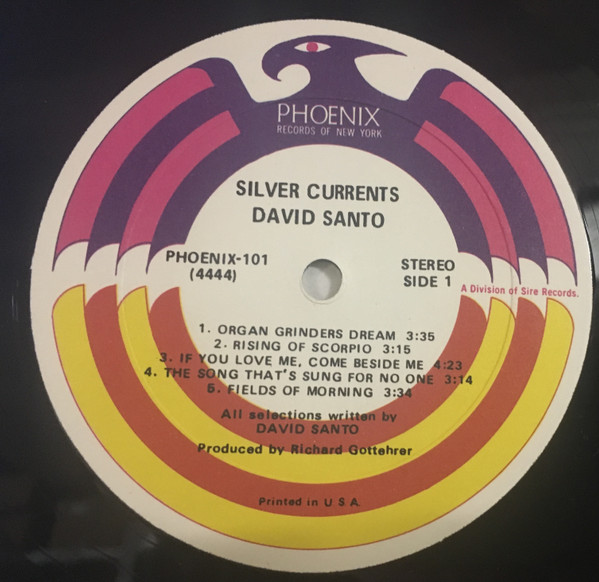 PHOENIX
RECORDS OF NEW YORK
SILVER CURRENTS
DAVID SANTO
PHOENIX-101
(4444)
STEREO
SIDE 1
A Division of Sire Records.
1. ORGAN GRINDERS DREAM 3:35
2. RISING OF SCORPIO 3:15
3. IF YOU LOVE ME, COME BESIDE ME 4:23
4. THE SONG THAT'S SUNG FOR NO ONE 3:14
5. FIELDS OF MORNING 3:34
All selections written by
DAVID SANTO
Produced by Richard Gottehrer
Printed in U S A